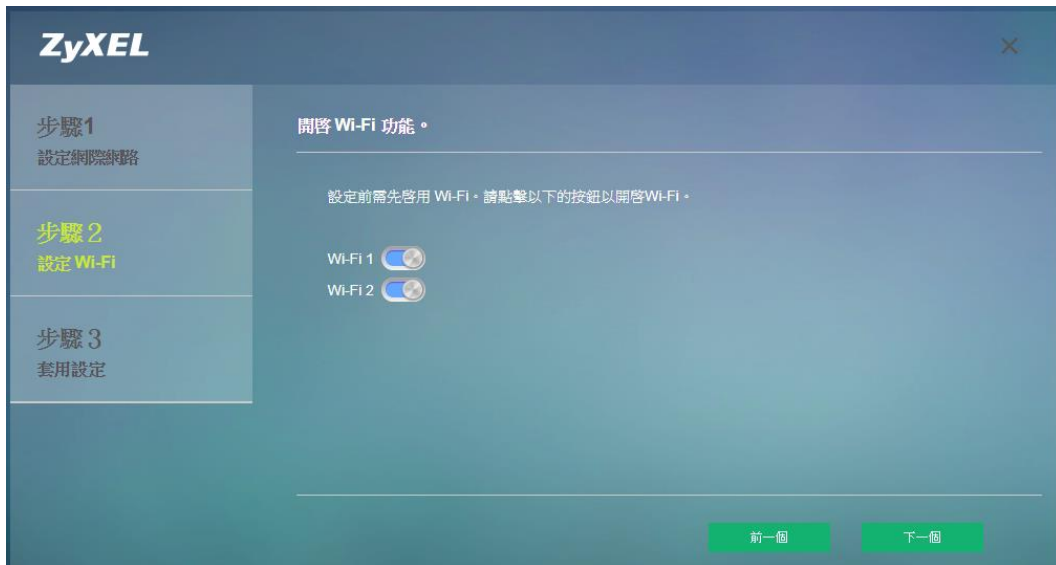 ZyXEL
步驟1
設定網際網路
步驟2
設定 Wi-Fi
步驟3
套用設定
開啓 Wi-Fi 功能。
設定前需先啓用 Wi-Fi。請點擊以下的按鈕以開啓Wi-Fi。
Wi-Fi 1
Wi-Fi 2
前一個
下一個